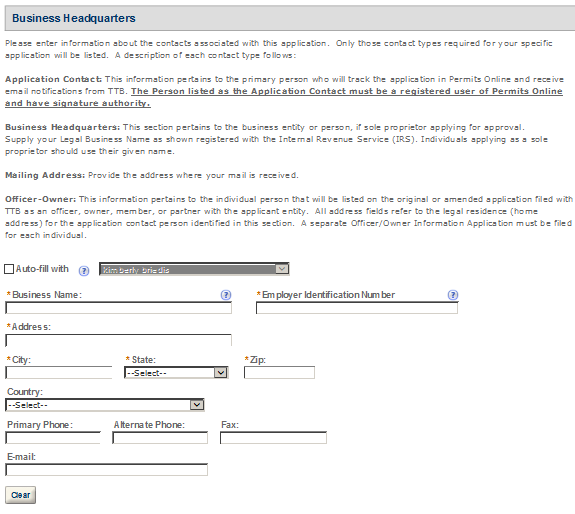 Business Headquarters
Please enter information about the contacts associated with this application. Only those contact types required for your specific
application will be listed. A description of each contact type follows:
Application Contact: This information pertains to the primary person who will track the application in Permits Online and receive
email notifications from TTB. The Person listed as the Application Contact must be a registered user of Permits Online
and have signature authority.
Business Headquarters: This section pertains to the business entity or person, if sole proprietor applying for approval.
Supply your Legal Business Name as shown registered with the Internal Revenue Service (IRS). Individuals applying as a sole
proprietor should use their given name.
Mailing Address: Provide the address where your mail is received.
Officer-Owner: This information pertains to the individual person that will be listed on the original or amended application filed with
TTB as an officer, owner, member, or partner with the applicant entity. All address fields refer to the legal residence (home
address) for the application contact person identified in this section. A separate Officer/Owner Information Application must be filed
for each individual.
Auto-fill with ? Kimberly
*Business Name: ? *Employer Identification Number ?
*Address:
*City: *State: *Zip:
--Select--
Country:
--Select--
Primary Phone: Alternate Phone: Fax:
E-mail:
Clear